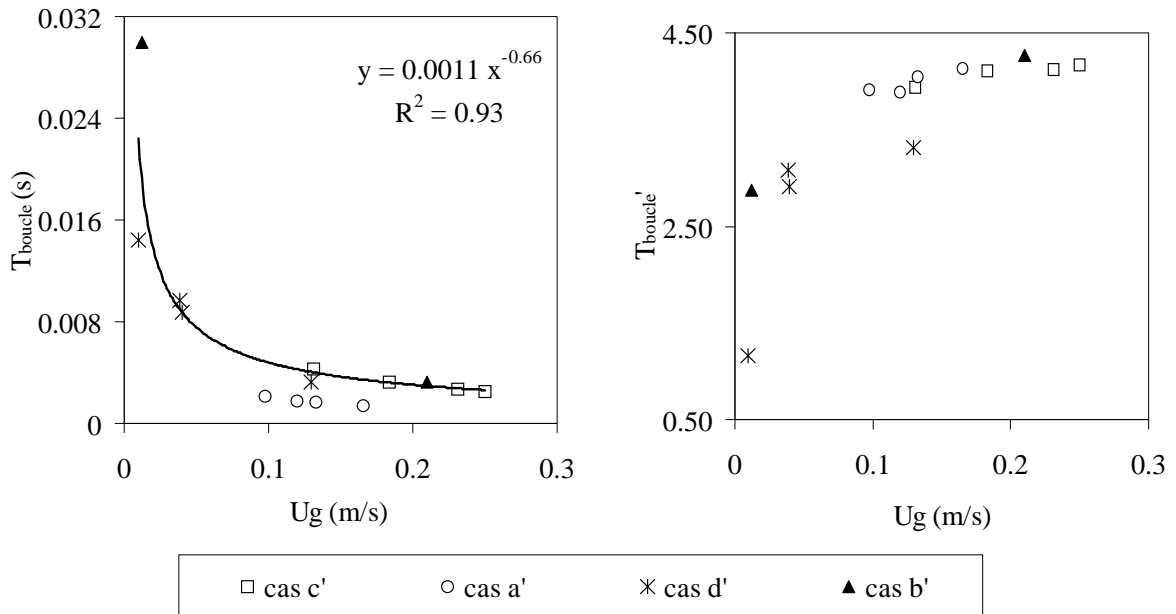 0.032
0.024
0.016
0.008
0
T_boucle (s)
y = 0.0011 x^-0.66
R^2 = 0.93
0 0.1 0.2 0.3
Ug (m/s)
4.50
2.50
0.50
T_boucle'
0 0.1 0.2 0.3
Ug (m/s)
cas c' cas a' cas d' cas b'